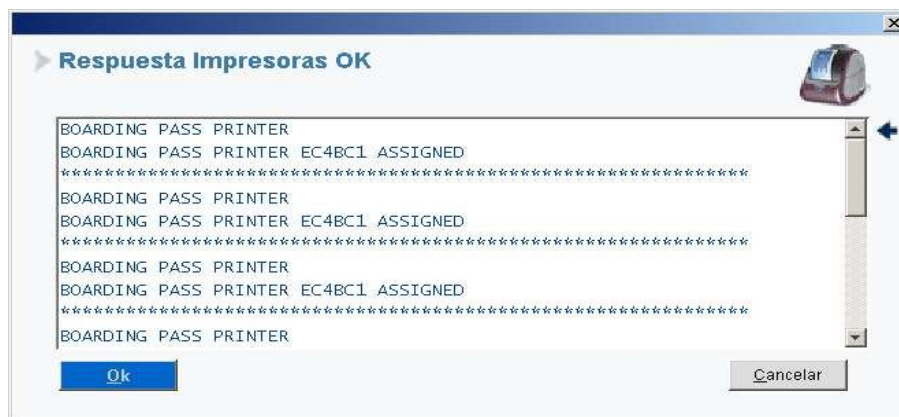 Respuesta Impresoras OK
BOARDING PASS PRINTER
BOARDING PASS PRINTER EC4BC1 ASSIGNED
***************************************************************
BOARDING PASS PRINTER
BOARDING PASS PRINTER EC4BC1 ASSIGNED
***************************************************************
BOARDING PASS PRINTER
BOARDING PASS PRINTER EC4BC1 ASSIGNED
***************************************************************
BOARDING PASS PRINTER
Ok
Cancelar